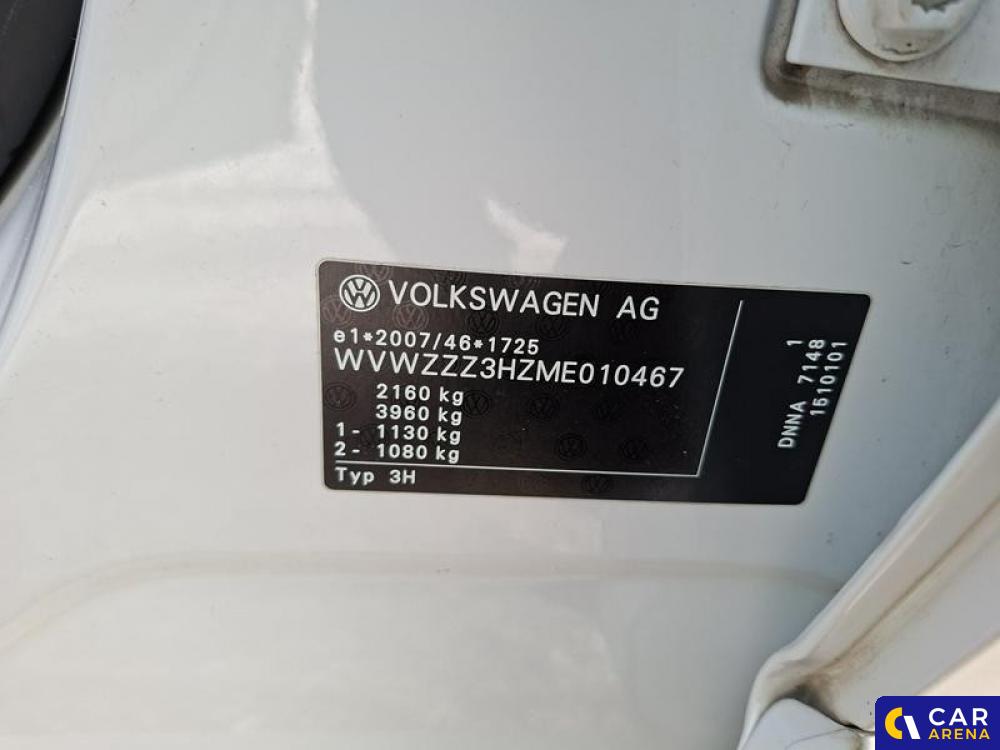 VOLKSWAGEN AG
e1*2007/46*1725
WVWZZZ3HZME010467
2160 kg
3960 kg
1- 1130 kg
2- 1080 kg
Typ 3H
1
DNNA 7148
1510101
CAR
ARENA